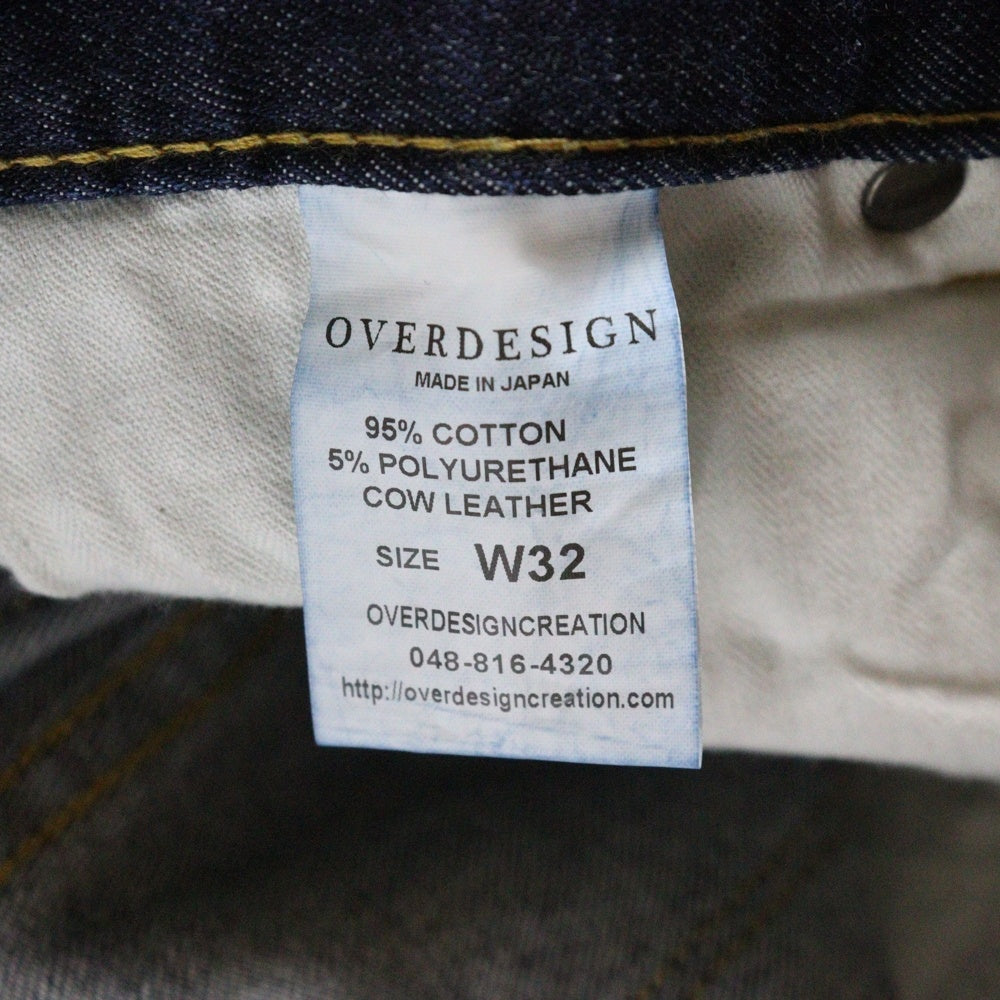 OVERDESIGN
MADE IN JAPAN
95% COTTON
5% POLYURETHANE
COW LEATHER
SIZE W32
OVERDESIGNCREATION
048-816-4320
http://overdesigncreation.com